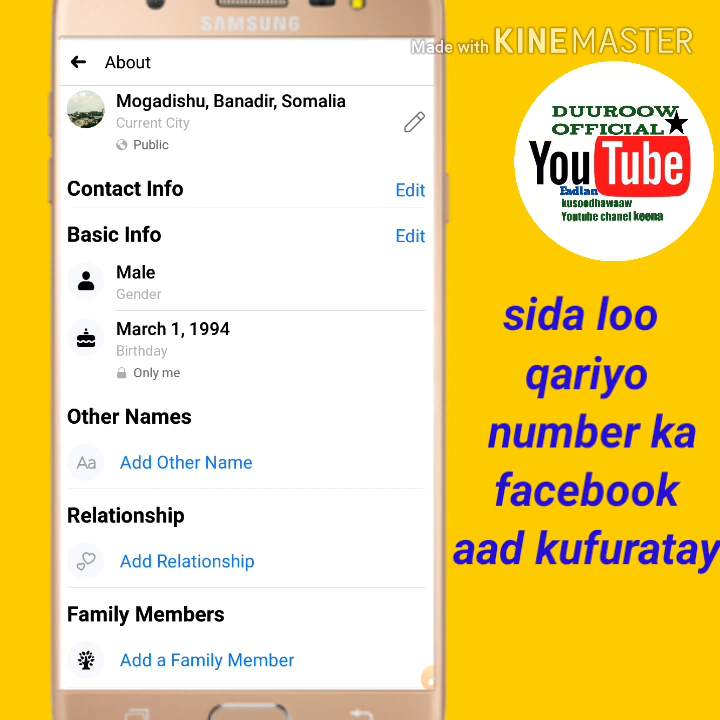 SAMSUNG
Made with KINEMASTER
About
Mogadishu, Banadir, Somalia
Current City
Public
Contact Info
Edit
Basic Info
Edit
Male
Gender
March 1, 1994
Birthday
Only me
Other Names
Aa
Add Other Name
Relationship
Add Relationship
Family Members
Add a Family Member
DUUROOW
OFFICIAL
YouTube
Fadlan
kusoodhawaaw
Youtube chanel keena
sida loo
qariyo
number ka
facebook
aad kufuratay